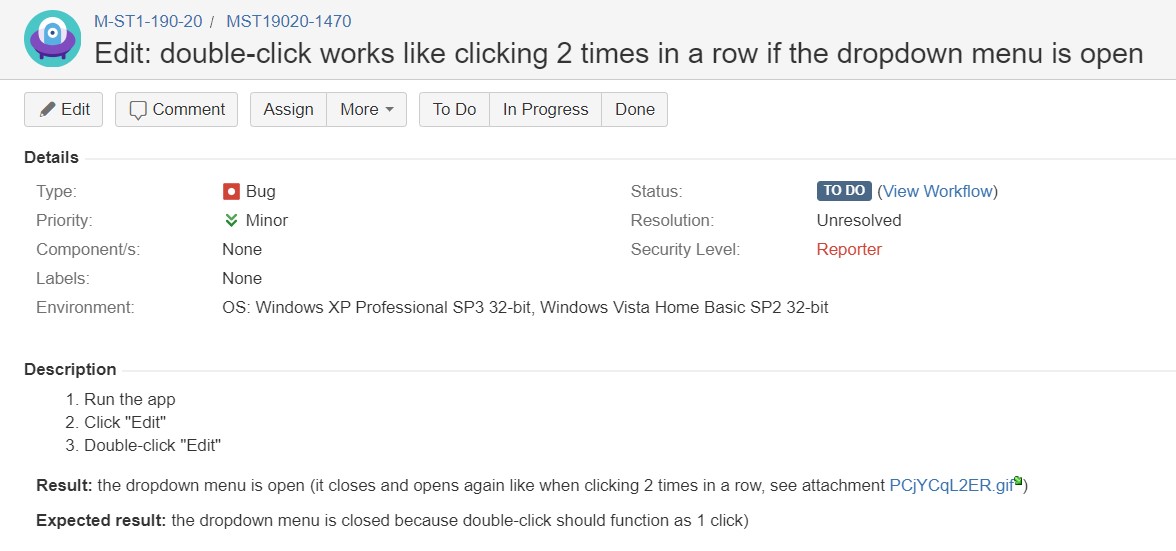 M-ST1-190-20 / MST19020-1470
Edit: double-click works like clicking 2 times in a row if the dropdown menu is open
Edit Comment Assign More To Do In Progress Done
Details
Type: Bug Status: TO DO (View Workflow)
Priority: Minor Resolution: Unresolved
Component/s: None Security Level: Reporter
Labels: None
Environment: OS: Windows XP Professional SP3 32-bit, Windows Vista Home Basic SP2 32-bit
Description
1. Run the app
2. Click "Edit"
3. Double-click "Edit"
Result: the dropdown menu is open (it closes and opens again like when clicking 2 times in a row, see attachment PCjYCqL2ER.gif)
Expected result: the dropdown menu is closed because double-click should function as 1 click)